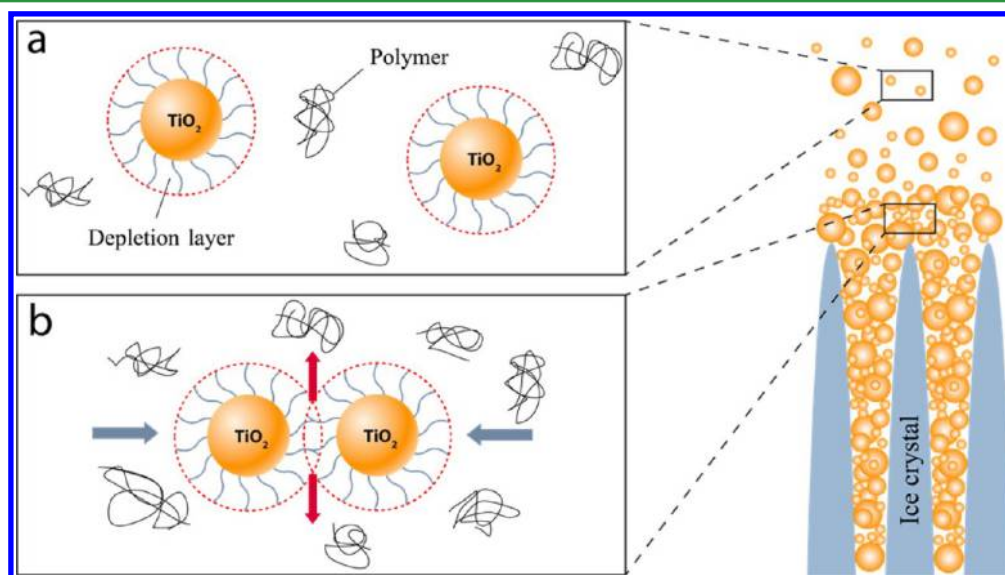 a
Polymer
TiO₂
TiO₂
Depletion layer
b
TiO₂
TiO₂
Ice crystal